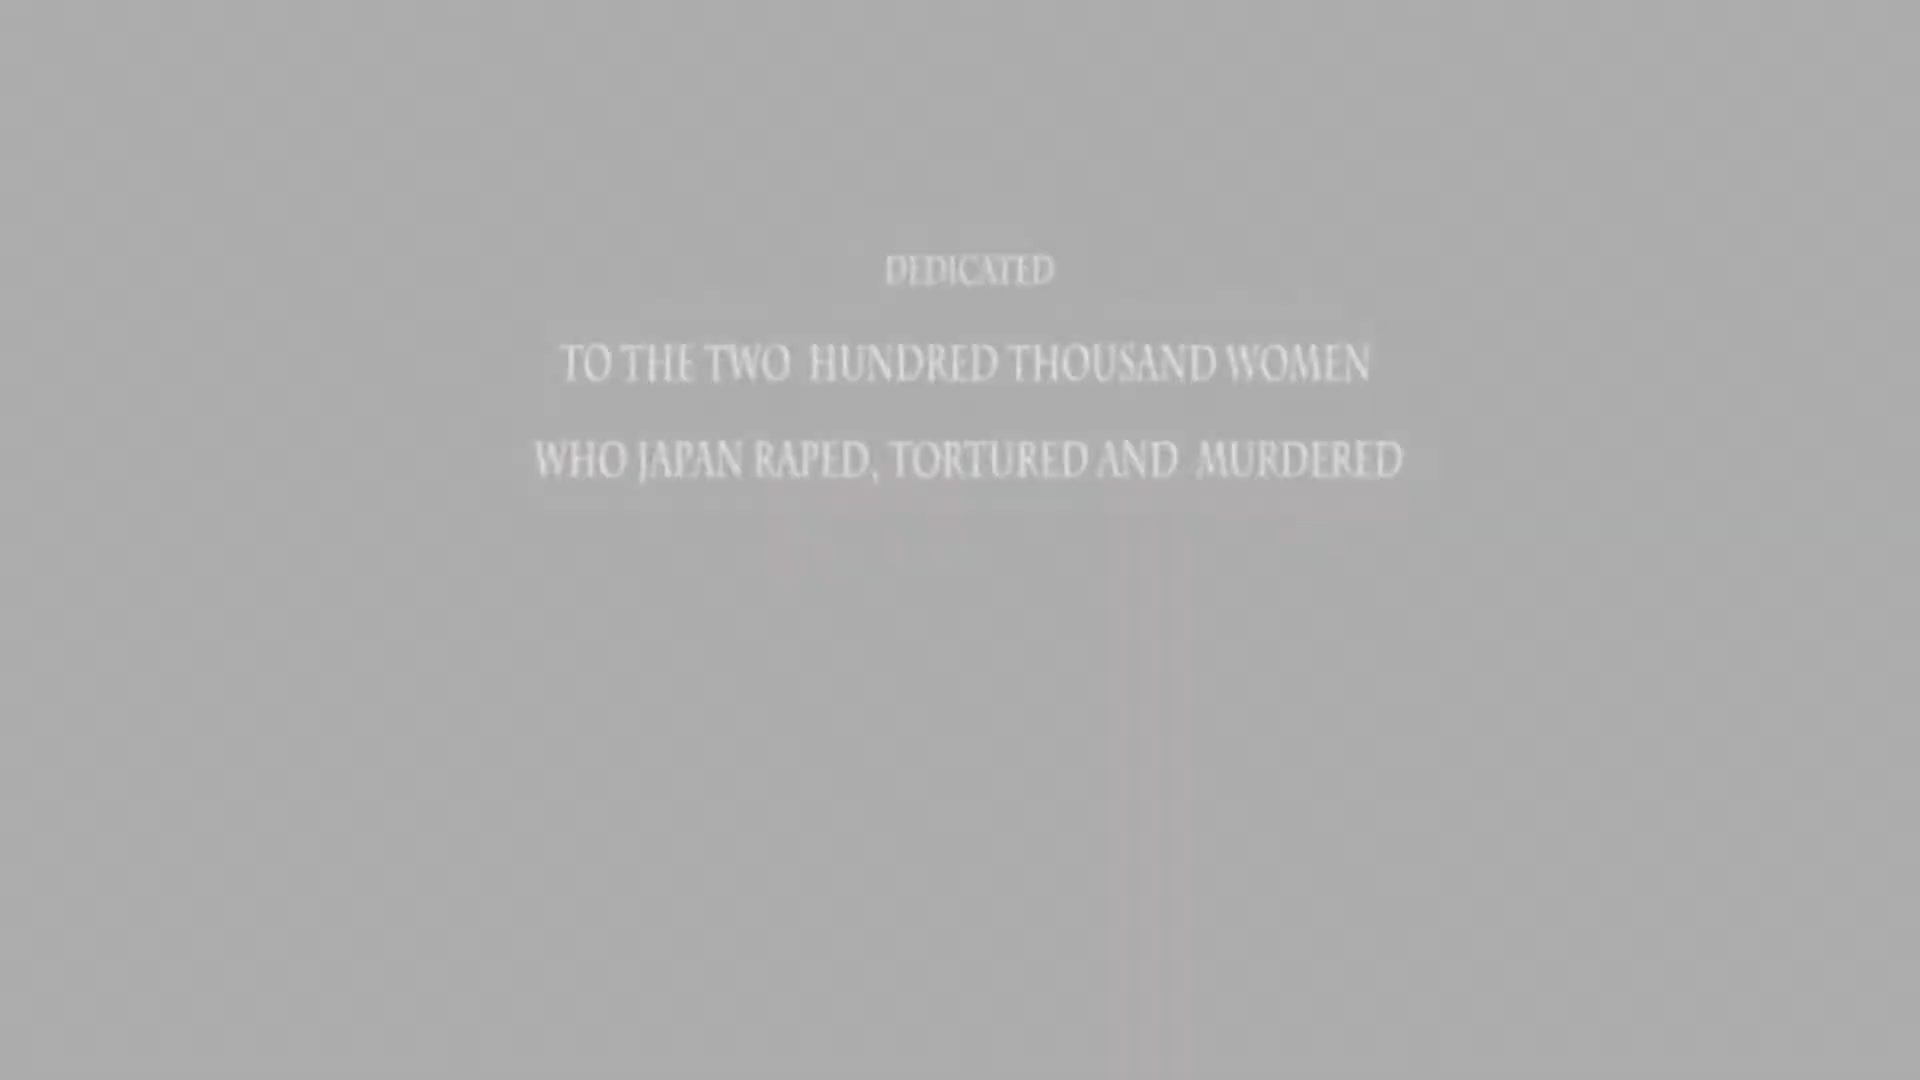 DEDICATED
TO THE TWO HUNDRED THOUSAND WOMEN
WHO JAPAN RAPED, TORTURED AND MURDERED